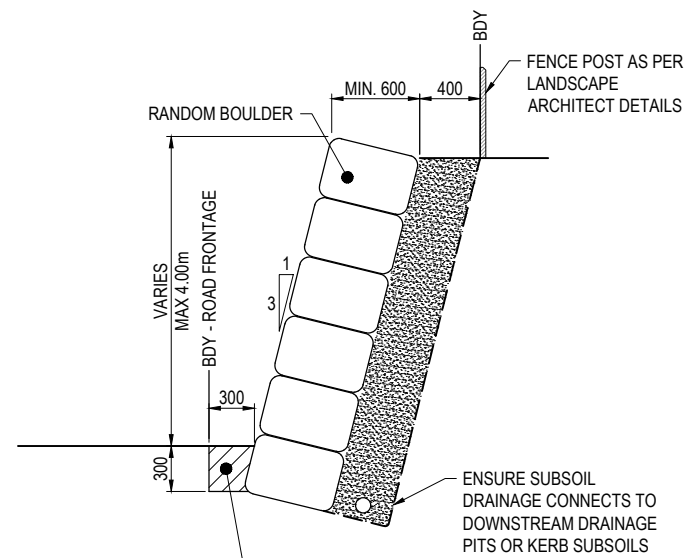 BDY
FENCE POST AS PER
LANDSCAPE
ARCHITECT DETAILS
MIN. 600
400
RANDOM BOULDER
VARIES
MAX 4.00m
BDY - ROAD FRONTAGE
1
3
300
300
ENSURE SUBSOIL
DRAINAGE CONNECTS TO
DOWNSTREAM DRAINAGE
PITS OR KERB SUBSOILS